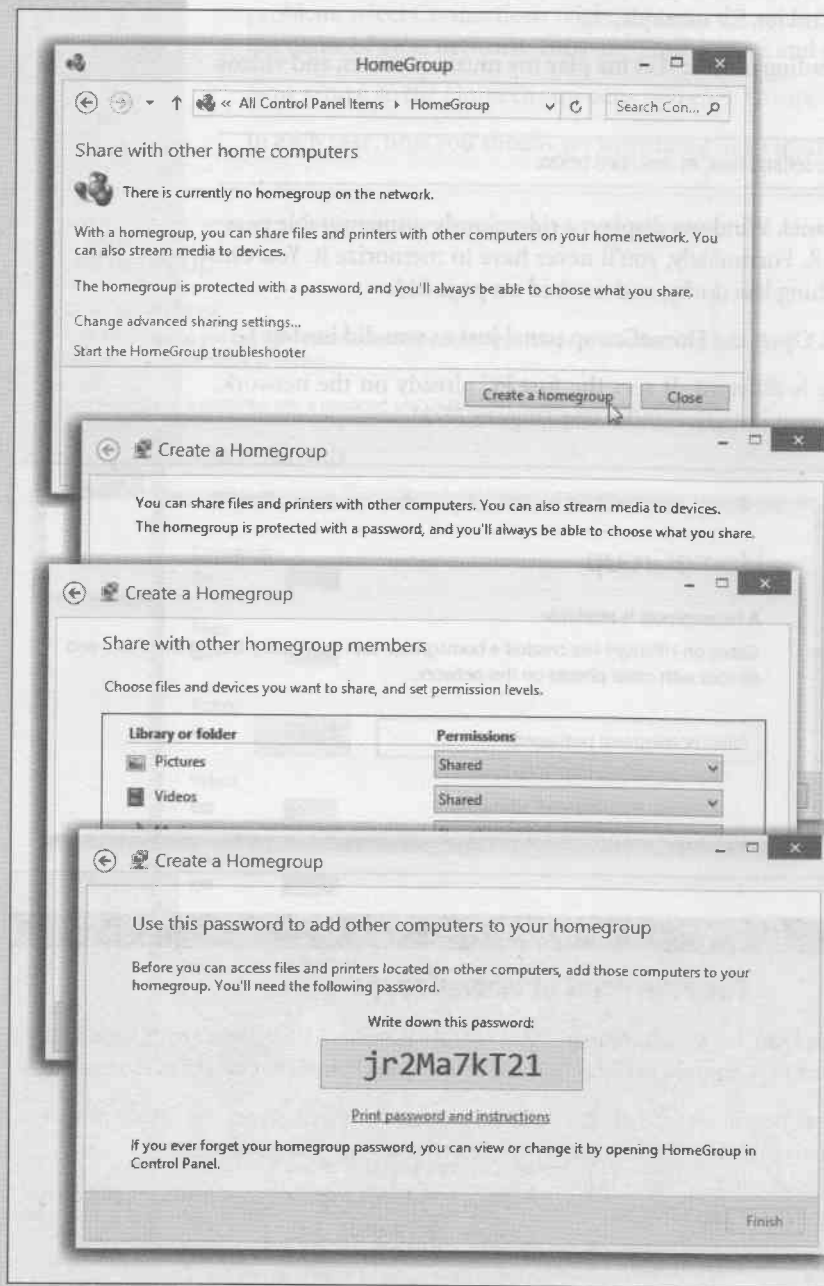 HomeGroup
« All Control Panel Items ▸ HomeGroup
Search Con...
Share with other home computers
There is currently no homegroup on the network.
With a homegroup, you can share files and printers with other computers on your home network. You
can also stream media to devices.
The homegroup is protected with a password, and you'll always be able to choose what you share.
Change advanced sharing settings...
Start the HomeGroup troubleshooter
Create a homegroup
Close
Create a Homegroup
You can share files and printers with other computers. You can also stream media to devices.
The homegroup is protected with a password, and you'll always be able to choose what you share.
Create a Homegroup
Share with other homegroup members
Choose files and devices you want to share, and set permission levels.
Library or folder Permissions
Pictures Shared
Videos Shared
Create a Homegroup
Use this password to add other computers to your homegroup
Before you can access files and printers located on other computers, add those computers to your
homegroup. You'll need the following password.
Write down this password:
jr2Ma7kT21
Print password and instructions
If you ever forget your homegroup password, you can view or change it by opening HomeGroup in
Control Panel.
Finish